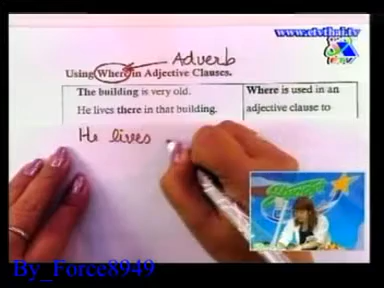 www.etvthai.tv
Adverb
Using Where in Adjective Clauses.
The building is very old.
He lives there in that building.
Where is used in an
adjective clause to
He lives
By_Force8949